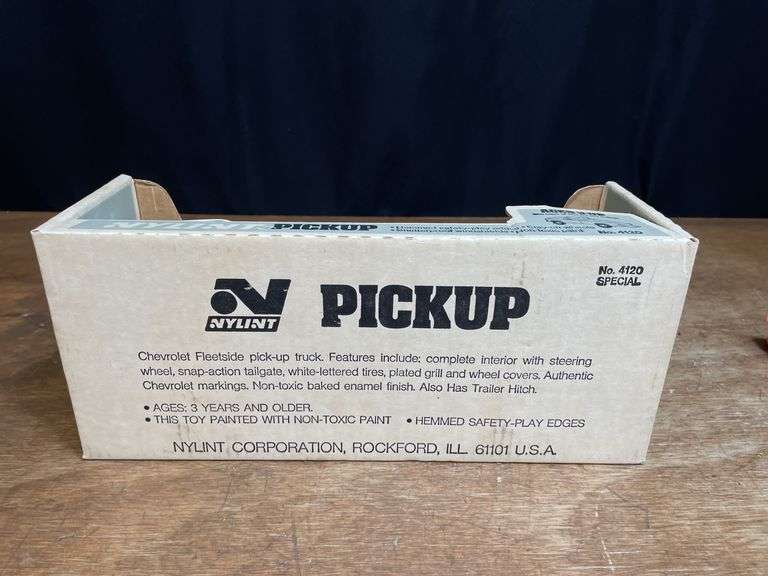 NYLINT PICKUP
No. 4120
No. 4120
SPECIAL
NYLINT
PICKUP
Chevrolet Fleetside pick-up truck. Features include: complete interior with steering
wheel, snap-action tailgate, white-lettered tires, plated grill and wheel covers. Authentic
Chevrolet markings. Non-toxic baked enamel finish. Also Has Trailer Hitch.
• AGES: 3 YEARS AND OLDER.
• THIS TOY PAINTED WITH NON-TOXIC PAINT • HEMMED SAFETY-PLAY EDGES
NYLINT CORPORATION, ROCKFORD, ILL. 61101 U.S.A.